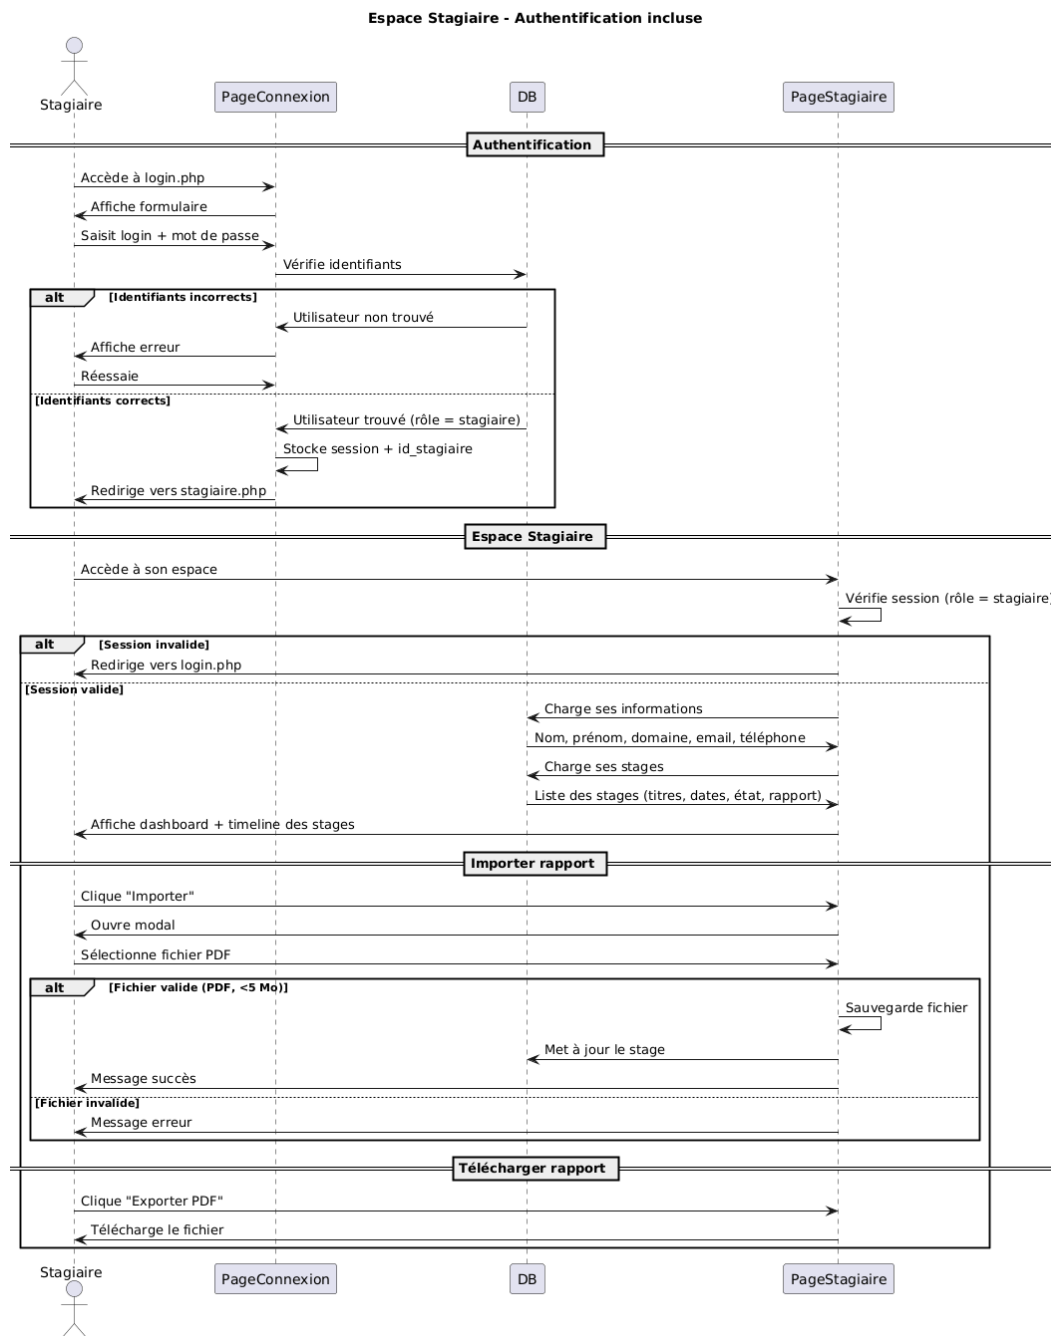 Espace Stagiaire - Authentification incluse
Stagiaire
PageConnexion
DB
PageStagiaire
Authentification
Accède à login.php
Affiche formulaire
Saisit login + mot de passe
Vérifie identifiants
alt [Identifiants incorrects]
Utilisateur non trouvé
Affiche erreur
Réessaie
[Identifiants corrects]
Utilisateur trouvé (rôle = stagiaire)
Stocke session + id_stagiaire
Redirige vers stagiaire.php
Espace Stagiaire
Accède à son espace
Vérifie session (rôle = stagiaire)
alt [Session invalide]
Redirige vers login.php
[Session valide]
Charge ses informations
Nom, prénom, domaine, email, téléphone
Charge ses stages
Liste des stages (titres, dates, état, rapport)
Affiche dashboard + timeline des stages
Importer rapport
Clique "Importer"
Ouvre modal
Sélectionne fichier PDF
alt [Fichier valide (PDF, <5 Mo)]
Sauvegarde fichier
Met à jour le stage
Message succès
[Fichier invalide]
Message erreur
Télécharger rapport
Clique "Exporter PDF"
Télécharge le fichier
Stagiaire
PageConnexion
DB
PageStagiaire